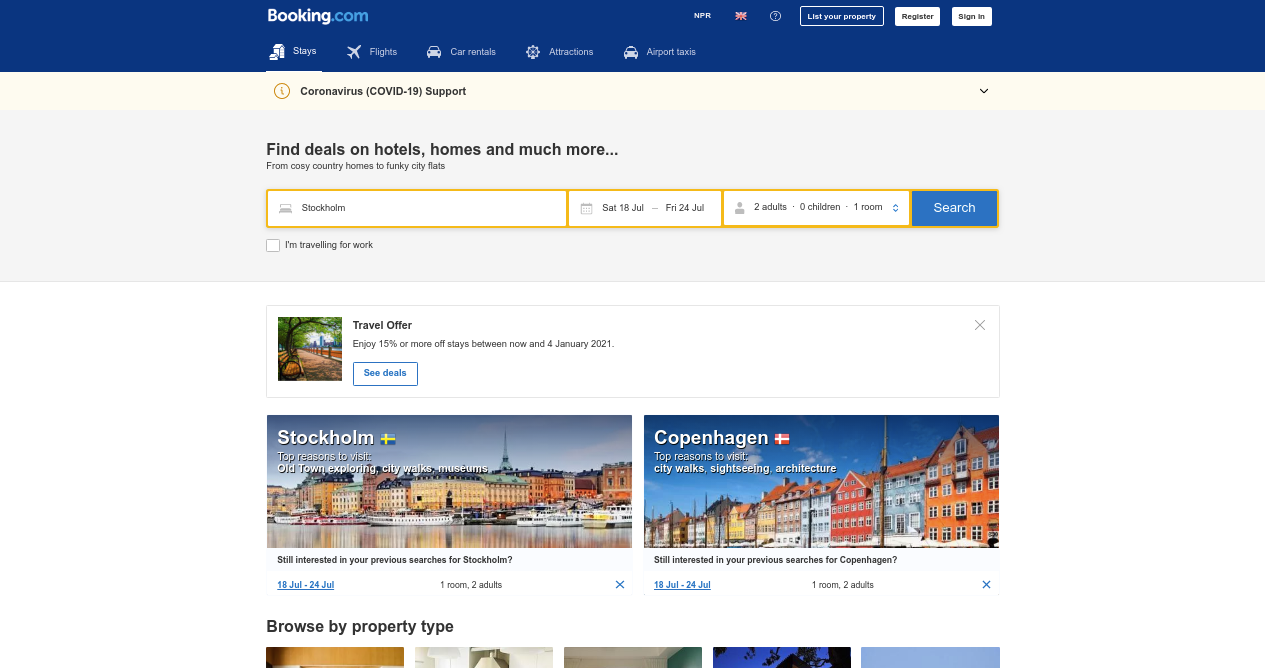 Booking.com
NPR
List your property
Register
Sign in
Stays
Flights
Car rentals
Attractions
Airport taxis
Coronavirus (COVID-19) Support
Find deals on hotels, homes and much more...
From cosy country homes to funky city flats
Stockholm
Sat 18 Jul — Fri 24 Jul
2 adults · 0 children · 1 room
Search
I'm travelling for work
Travel Offer
Enjoy 15% or more off stays between now and 4 January 2021.
See deals
Stockholm
Top reasons to visit:
Old Town exploring, city walks, museums
Still interested in your previous searches for Stockholm?
18 Jul - 24 Jul
1 room, 2 adults
Copenhagen
Top reasons to visit:
city walks, sightseeing, architecture
Still interested in your previous searches for Copenhagen?
18 Jul - 24 Jul
1 room, 2 adults
Browse by property type